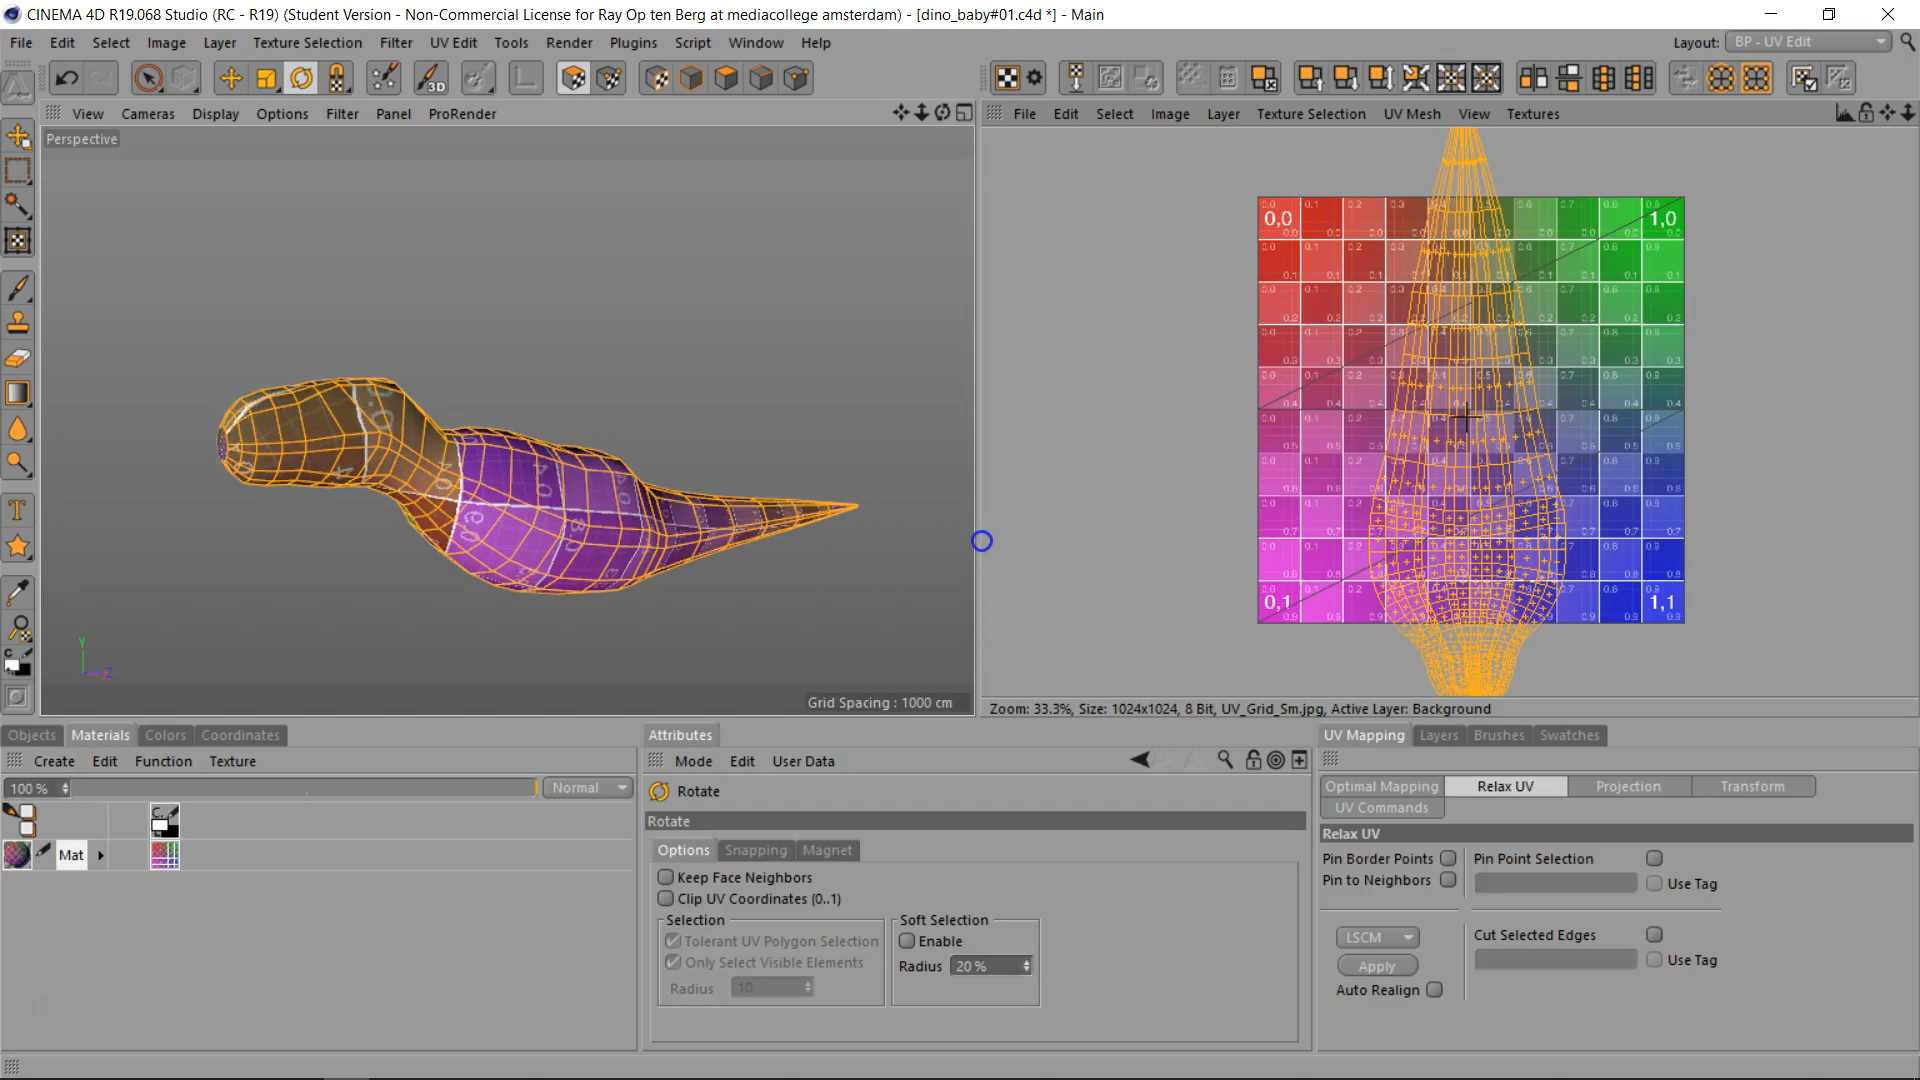 CINEMA 4D R19.068 Studio (RC - R19) (Student Version - Non-Commercial License for Ray Op ten Berg at mediacollege amsterdam) - [dino_baby#01.c4d *] - Main
File Edit Select Image Layer Texture Selection Filter UV Edit Tools Render Plugins Script Window Help
Layout: BP - UV Edit
View Cameras Display Options Filter Panel ProRender
File Edit Select Image Layer Texture Selection UV Mesh View Textures
Perspective
0,0 1,0
0,1 1,1
Y
Z
Grid Spacing : 1000 cm
Zoom: 33.3%, Size: 1024x1024, 8 Bit, UV_Grid_Sm.jpg, Active Layer: Background
Objects Materials Colors Coordinates
Create Edit Function Texture
100 % Normal
Mat
Attributes
Mode Edit User Data
Rotate
Rotate
Options Snapping Magnet
Keep Face Neighbors
Clip UV Coordinates (0..1)
Selection
Tolerant UV Polygon Selection
Only Select Visible Elements
Radius 10
Soft Selection
Enable
Radius 20 %
UV Mapping Layers Brushes Swatches
Optimal Mapping Relax UV Projection Transform
UV Commands
Relax UV
Pin Border Points Pin Point Selection
Pin to Neighbors Use Tag
LSCM Cut Selected Edges
Apply Use Tag
Auto Realign